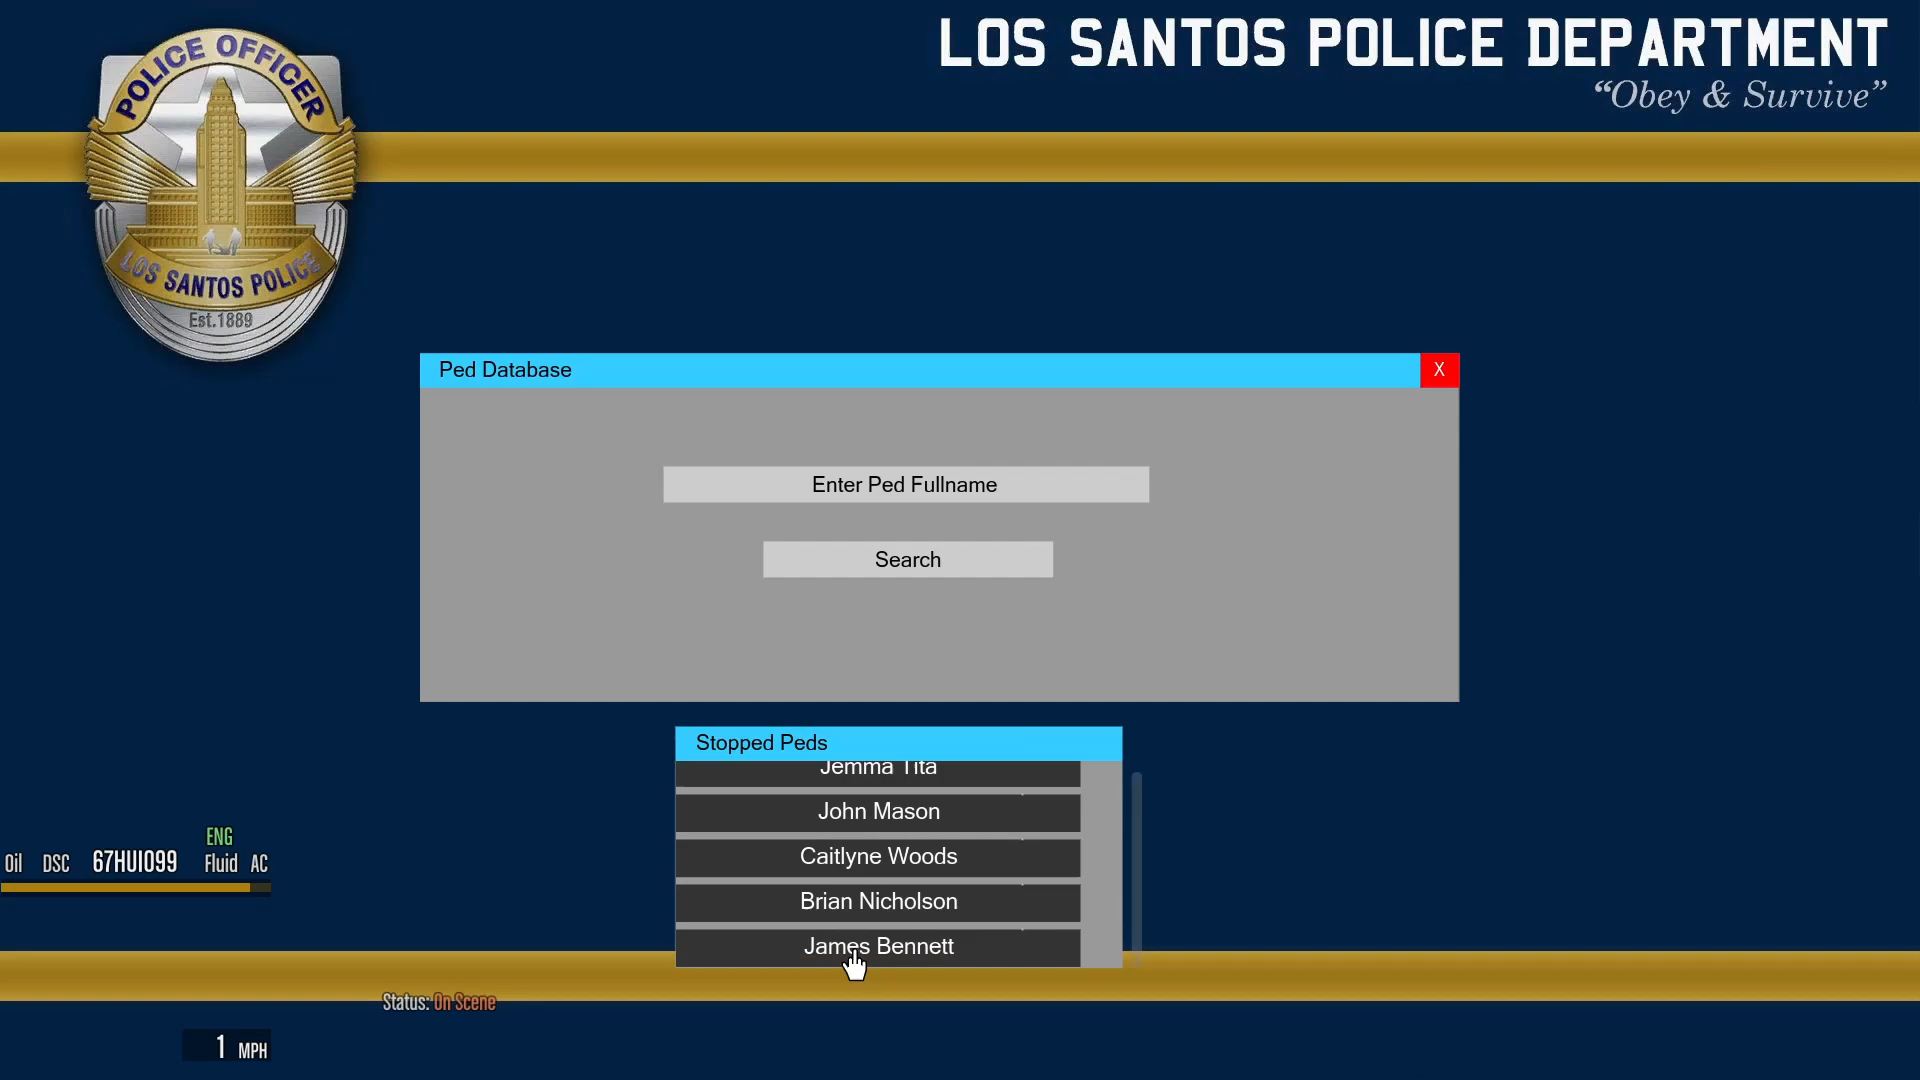 LOS SANTOS POLICE DEPARTMENT
“Obey & Survive”
POLICE OFFICER
LOS SANTOS POLICE
Est.1889
Ped Database
X
Enter Ped Fullname
Search
Stopped Peds
Jemma Tita
John Mason
Caitlyne Woods
Brian Nicholson
James Bennett
ENG
Oil DSC 67HUI099 Fluid AC
Status: On Scene
1 MPH